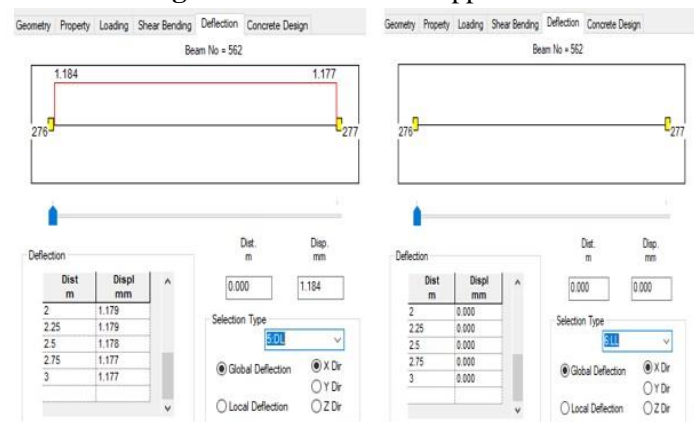 Geometry Property Loading Shear Bending Deflection Concrete Design
Beam No = 562
1.184 1.177
276 277
Dist. Disp.
m mm
Deflection
0.000 1.184
Dist Displ
m mm
2 1.179
2.25 1.179
2.5 1.178
2.75 1.177
3 1.177
Selection Type
5:DL
Global Deflection X Dir
Y Dir
Local Deflection Z Dir
Geometry Property Loading Shear Bending Deflection Concrete Design
Beam No = 562
276 277
Dist. Disp.
m mm
Deflection
0.000 0.000
Dist Displ
m mm
2 0.000
2.25 0.000
2.5 0.000
2.75 0.000
3 0.000
Selection Type
6:LL
Global Deflection X Dir
Y Dir
Local Deflection Z Dir